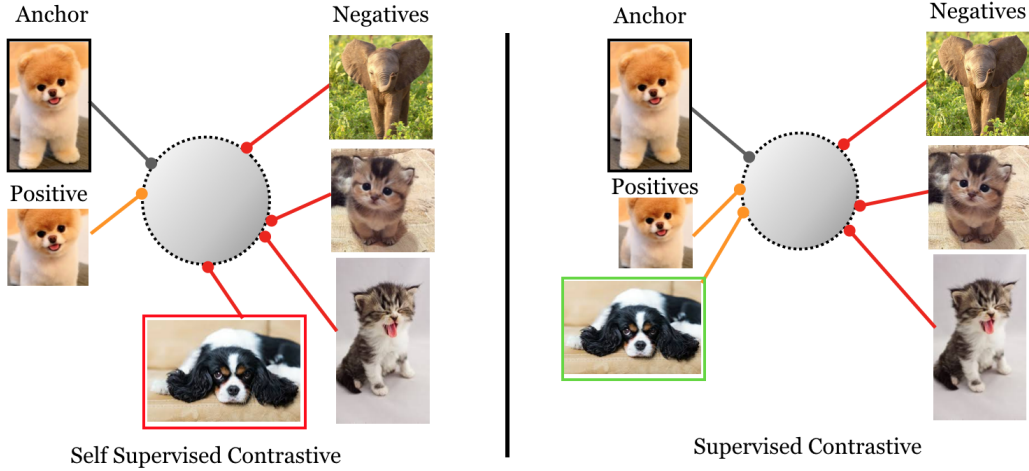 Anchor
Negatives
Positive
Self Supervised Contrastive
Anchor
Negatives
Positives
Supervised Contrastive